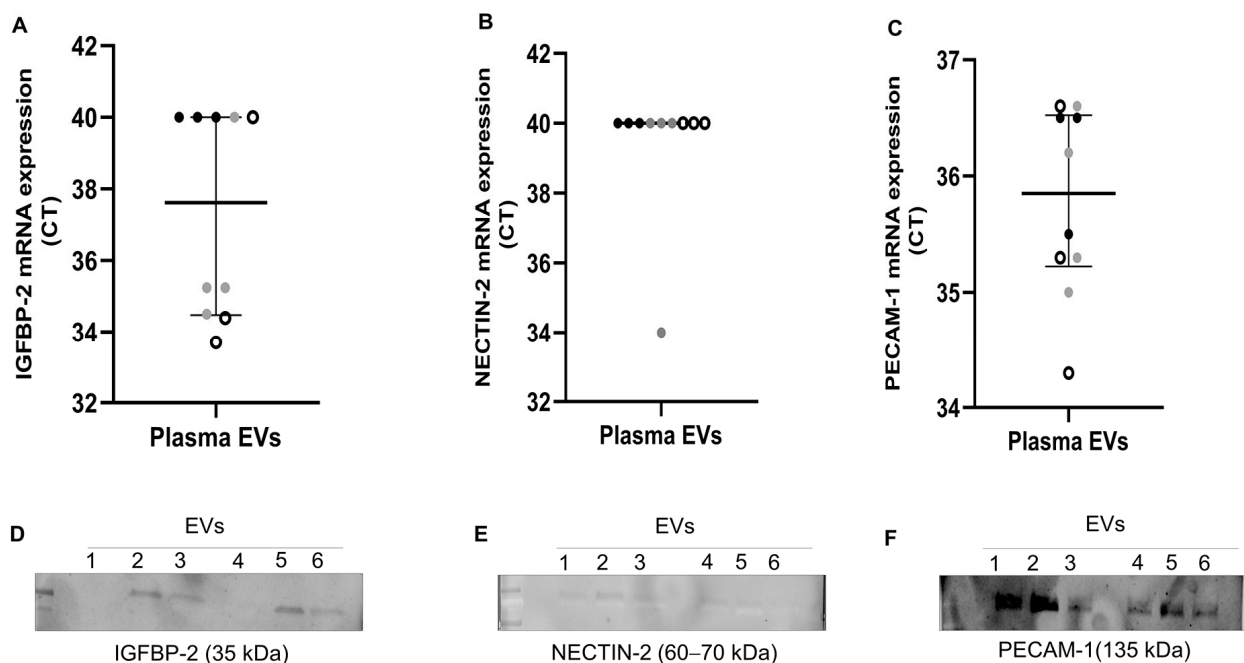 A
IGFBP-2 mRNA expression
(CT)
42
40
38
36
34
32
Plasma EVs
B
NECTIN-2 mRNA expression
(CT)
42
40
38
36
34
32
Plasma EVs
C
PECAM-1 mRNA expression
(CT)
37
36
35
34
Plasma EVs
D
EVs
1 2 3 4 5 6
IGFBP-2 (35 kDa)
E
EVs
1 2 3 4 5 6
NECTIN-2 (60–70 kDa)
F
EVs
1 2 3 4 5 6
PECAM-1(135 kDa)